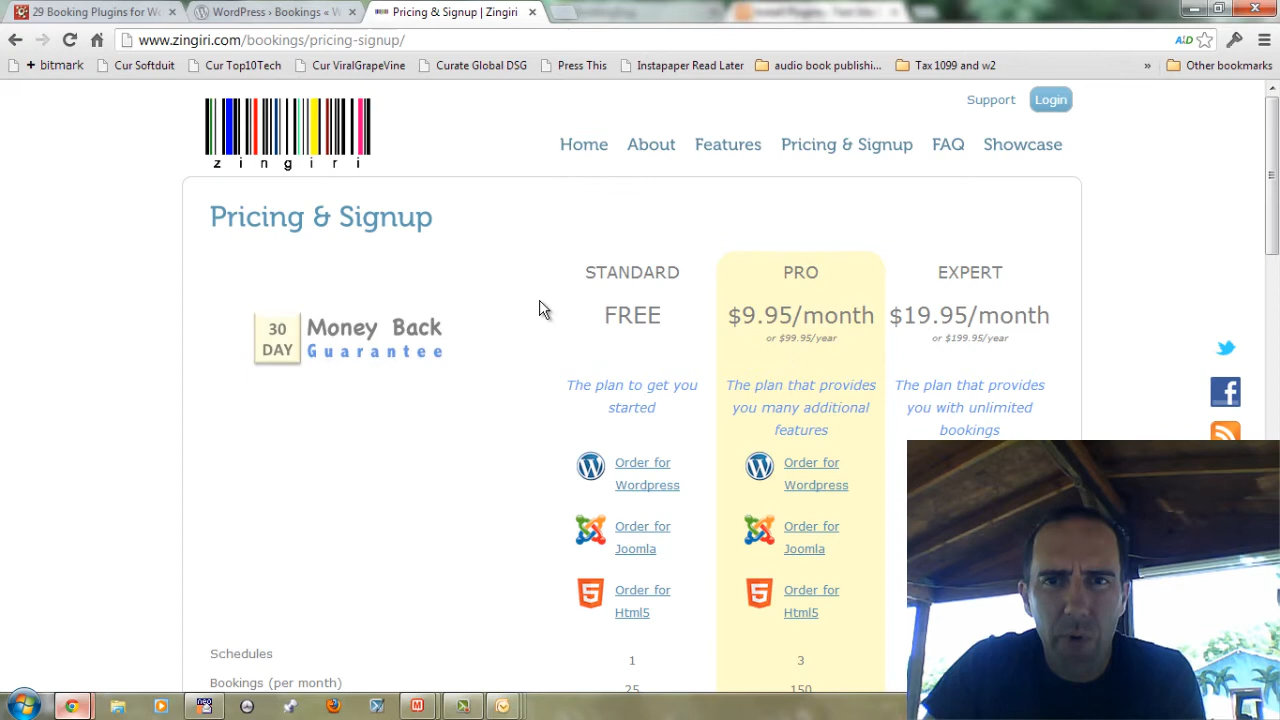 29 Booking Plugins for Wo
WordPress › Bookings « W
Pricing & Signup | Zingiri
www.zingiri.com/bookings/pricing-signup/
+ bitmark
Cur Softduit
Cur Top10Tech
Cur ViralGrapeVine
Curate Global DSG
Press This
Instapaper Read Later
audio book publishi...
Tax 1099 and w2
»
Other bookmarks
Support
Login
zingiri
Home
About
Features
Pricing & Signup
FAQ
Showcase
Pricing & Signup
STANDARD
PRO
EXPERT
30
DAY
Money Back
Guarantee
FREE
$9.95/month
$19.95/month
or $99.95/year
or $199.95/year
The plan to get you
started
The plan that provides
you many additional
features
The plan that provides
you with unlimited
bookings
Order for
Wordpress
Order for
Wordpress
Order for
Joomla
Order for
Joomla
Order for
Html5
Order for
Html5
Schedules
1
3
Bookings (per month)
25
150